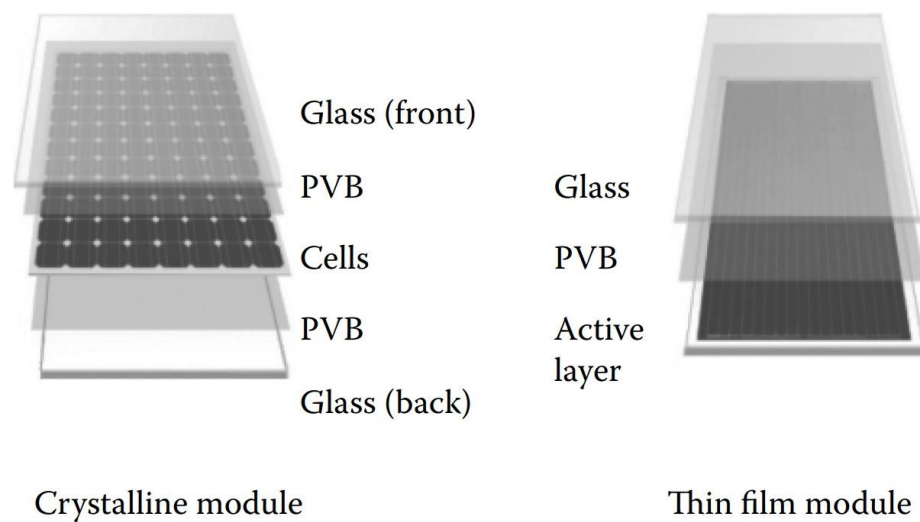 Glass (front)
PVB
Cells
PVB
Glass (back)
Crystalline module
Glass
PVB
Active
layer
Thin film module